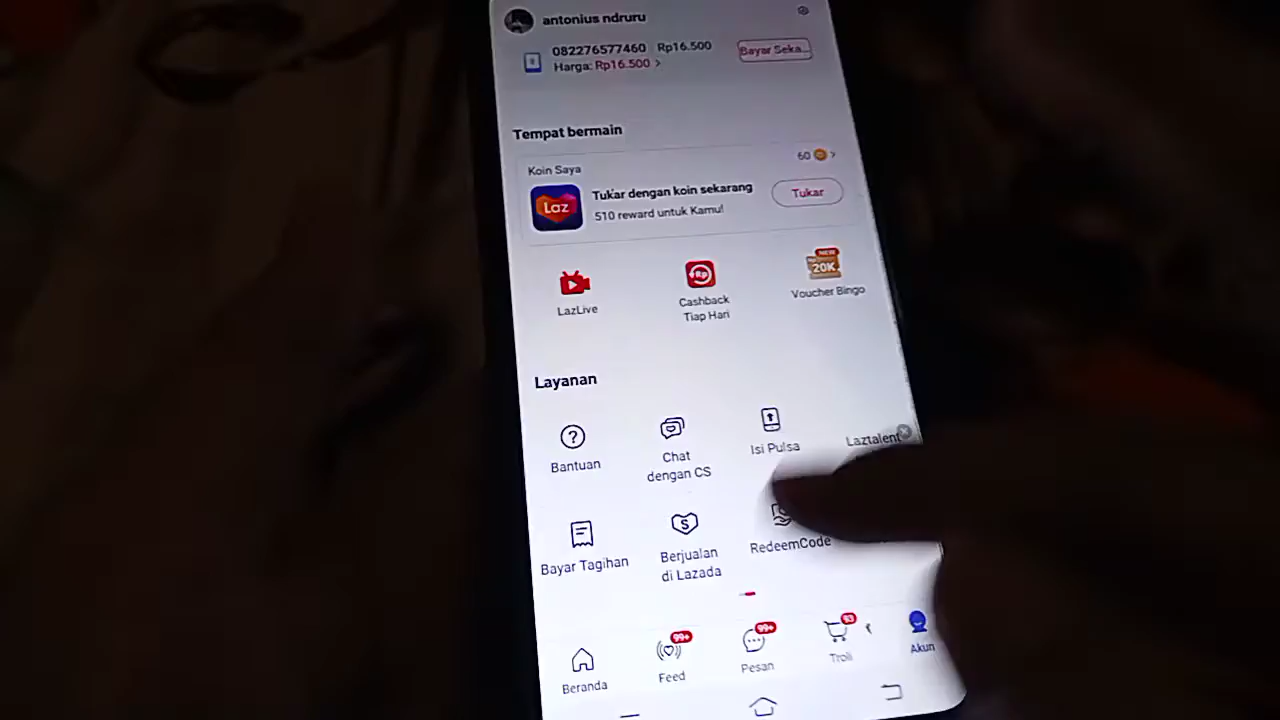 antonius ndruru
082276577460 Rp16.500
Bayar Seka...
Harga: Rp16.500 >
Tempat bermain
Koin Saya
60 >
Laz
Tukar dengan koin sekarang
510 reward untuk Kamu!
Tukar
LazLive
Cashback
Tiap Hari
NEW
20K
Voucher Bingo
Layanan
Bantuan
Chat
dengan CS
Isi Pulsa
Laztalent
Bayar Tagihan
Berjualan
di Lazada
RedeemCode
Beranda
99+
Feed
99+
Pesan
93
Troli
Akun